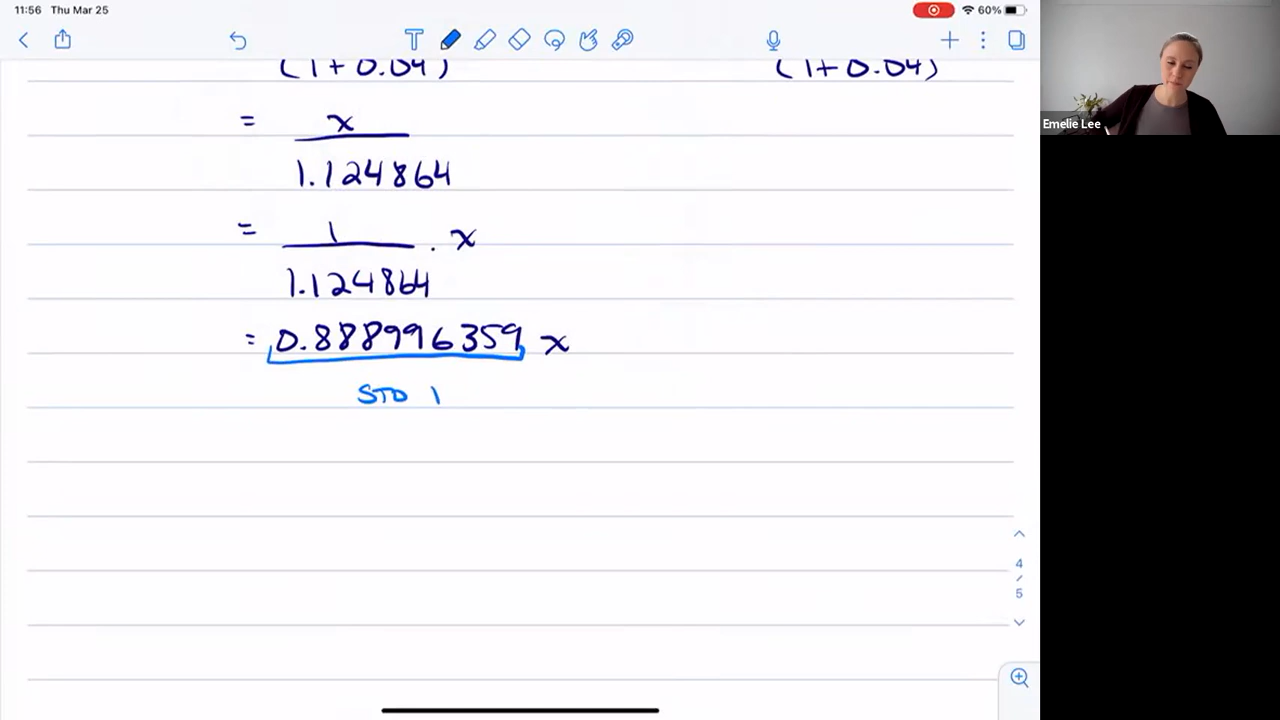 11:56 Thu Mar 25
60%
T
(1+0.04) (1+0.04)
= x
1.124864
= 1 . x
1.124864
= 0.888996359 x
STO 1
4
5
Emelie Lee